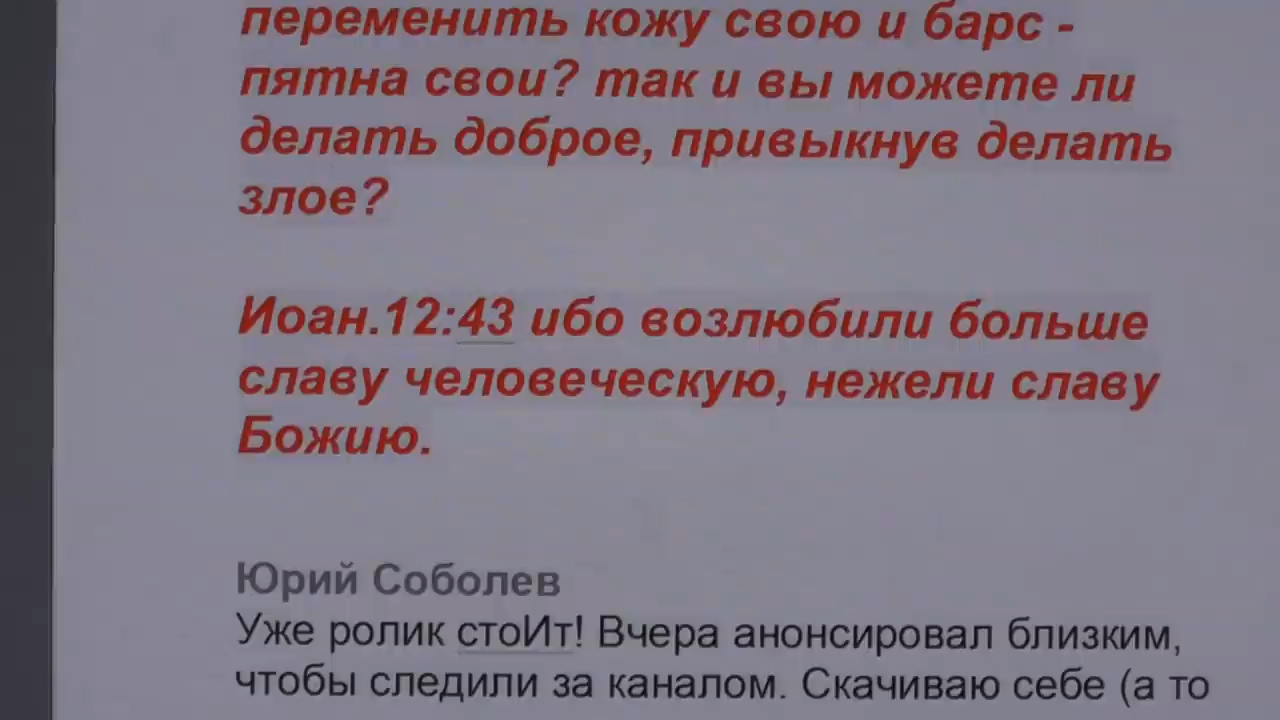 переменить кожу свою и барс -
пятна свои? так и вы можете ли
делать доброе, привыкнув делать
злое?
Иоан.12:43 ибо возлюбили больше
славу человеческую, нежели славу
Божию.
Юрий Соболев
Уже ролик стоИт! Вчера анонсировал близким,
чтобы следили за каналом. Скачиваю себе (а то